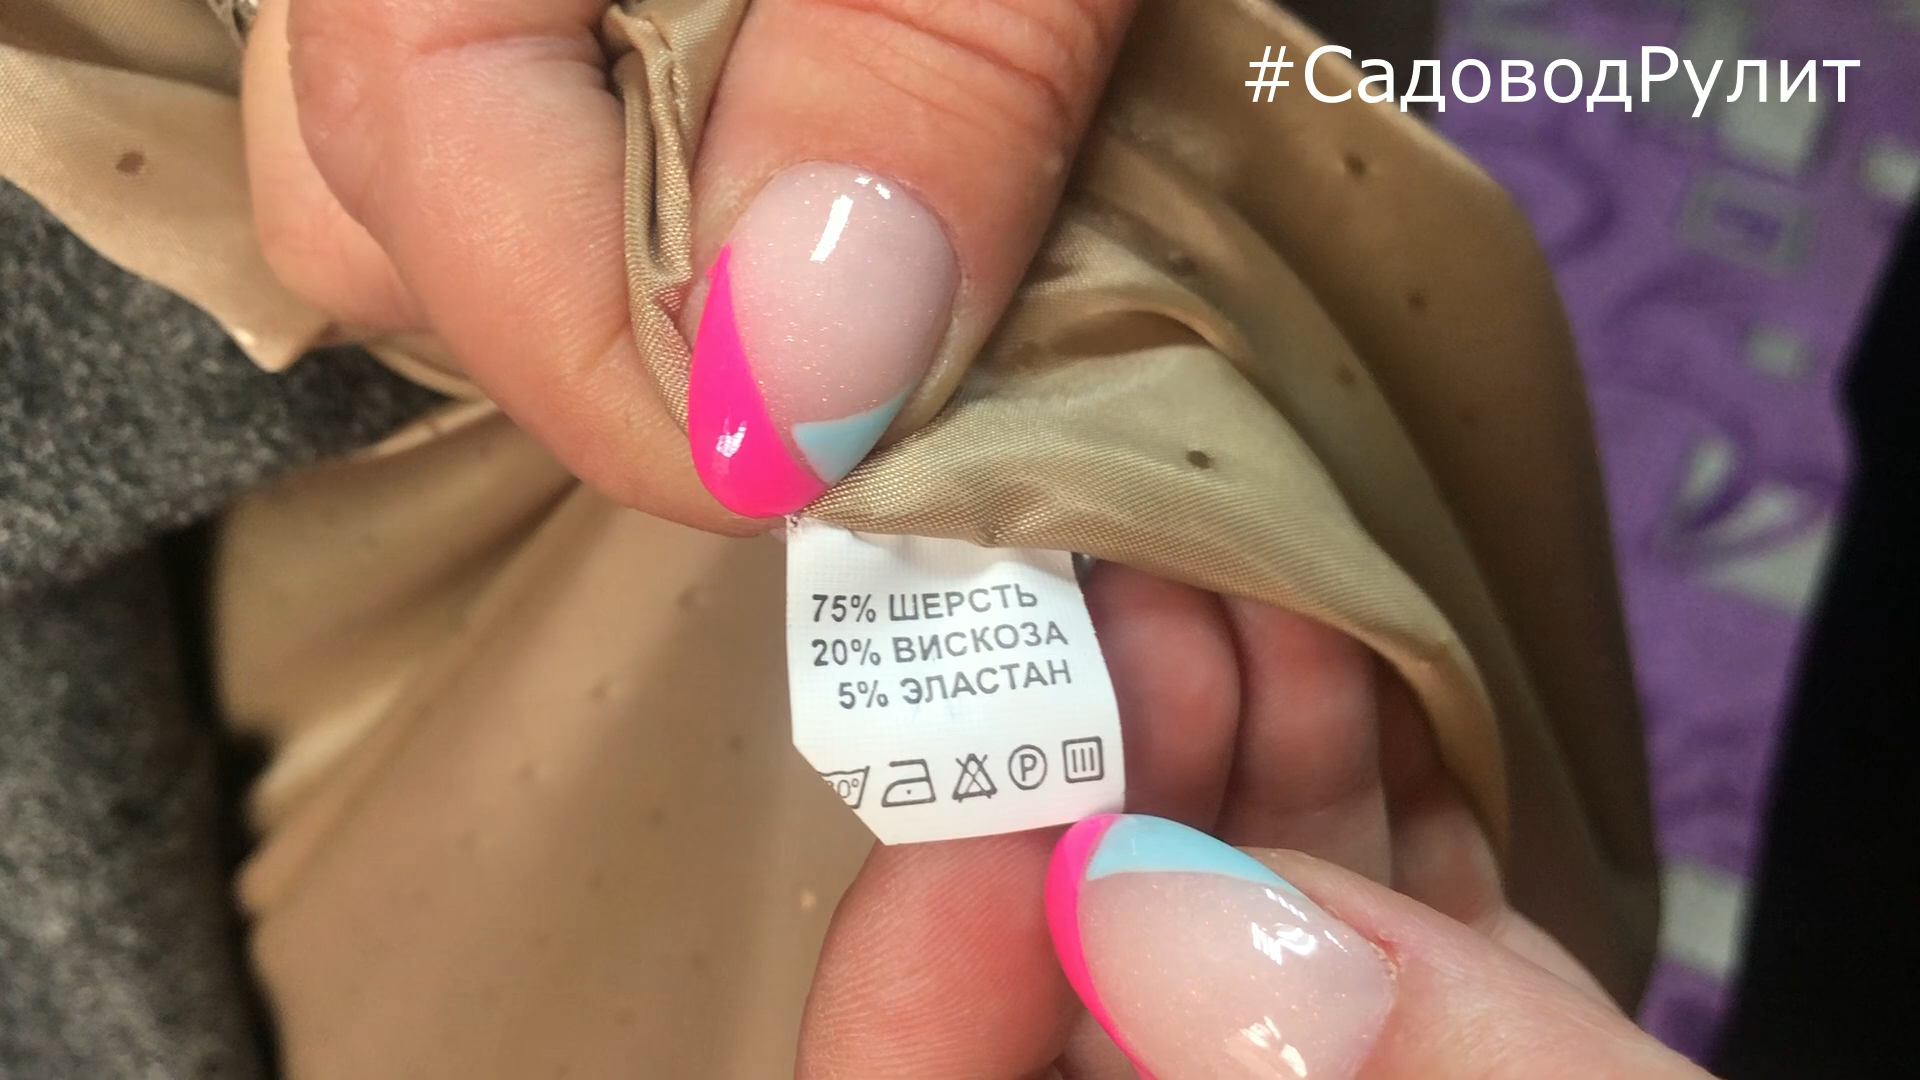 #СадоводРулит
75% ШЕРСТЬ
20% ВИСКОЗА
5% ЭЛАСТАН
P